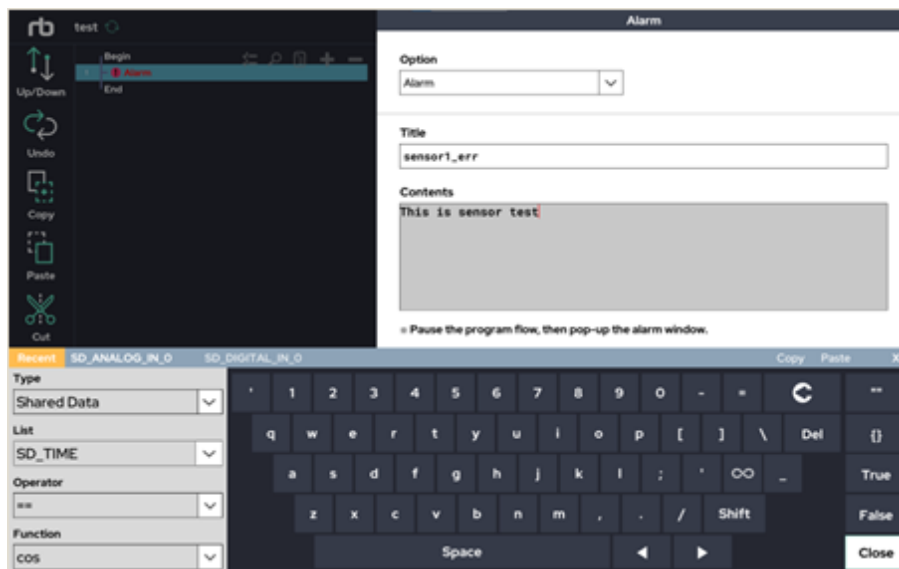 rb test
Alarm
Up/Down
Undo
Copy
Paste
Cut
Begin
1 Alarm
End
Option
Alarm
Title
sensor1_err
Contents
This is sensor test
Pause the program flow, then pop-up the alarm window.
Recent SD_ANALOG_IN_0 SD_DIGITAL_IN_0 Copy Paste X
Type
Shared Data
List
SD_TIME
Operator
==
Function
cos
' 1 2 3 4 5 6 7 8 9 0 - = ""
q w e r t y u i o p [ ] \ Del {}
a s d f g h j k l ; ' _ True
z x c v b n m , . / Shift False
Space ◀ ▶ Close